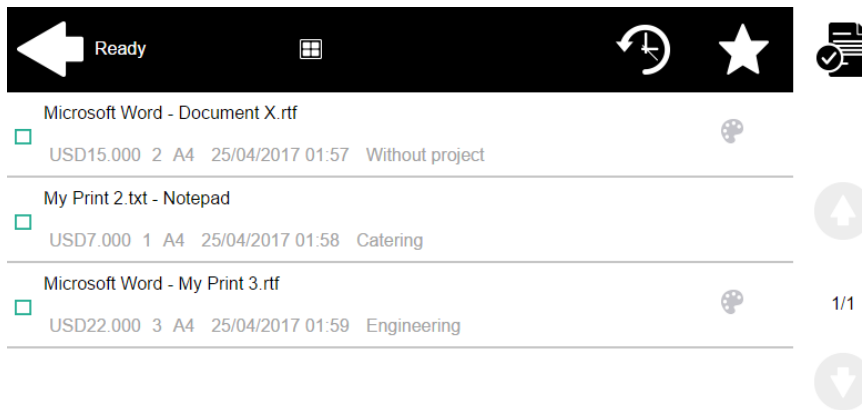 Ready
Microsoft Word - Document X.rtf
USD15.000 2 A4 25/04/2017 01:57 Without project
My Print 2.txt - Notepad
USD7.000 1 A4 25/04/2017 01:58 Catering
Microsoft Word - My Print 3.rtf
USD22.000 3 A4 25/04/2017 01:59 Engineering
1/1